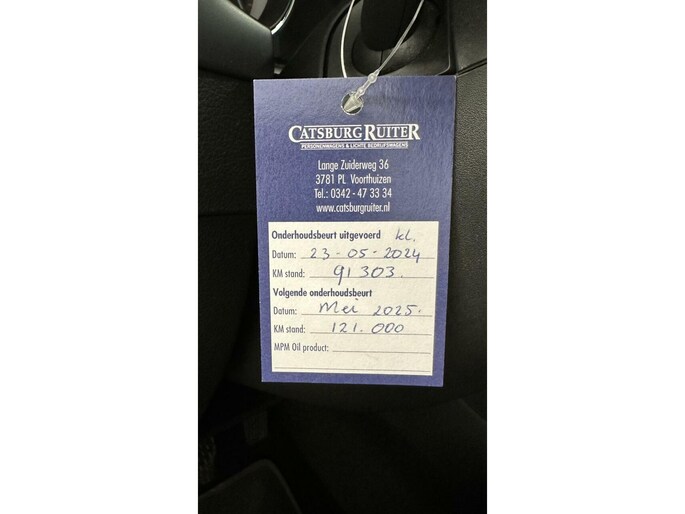 CATSBURG RUITER
PERSONENWAGENS & LICHTE BEDRIJFSWAGENS
Lange Zuiderweg 36
3781 PL Voorthuizen
Tel.: 0342 - 47 33 34
www.catsburgruiter.nl
Onderhoudsbeurt uitgevoerd kl.
Datum: 23-05-2024
KM stand: 91 303.
Volgende onderhoudsbeurt
Datum: Mei 2025.
KM stand: 121.000
MPM Oil product: